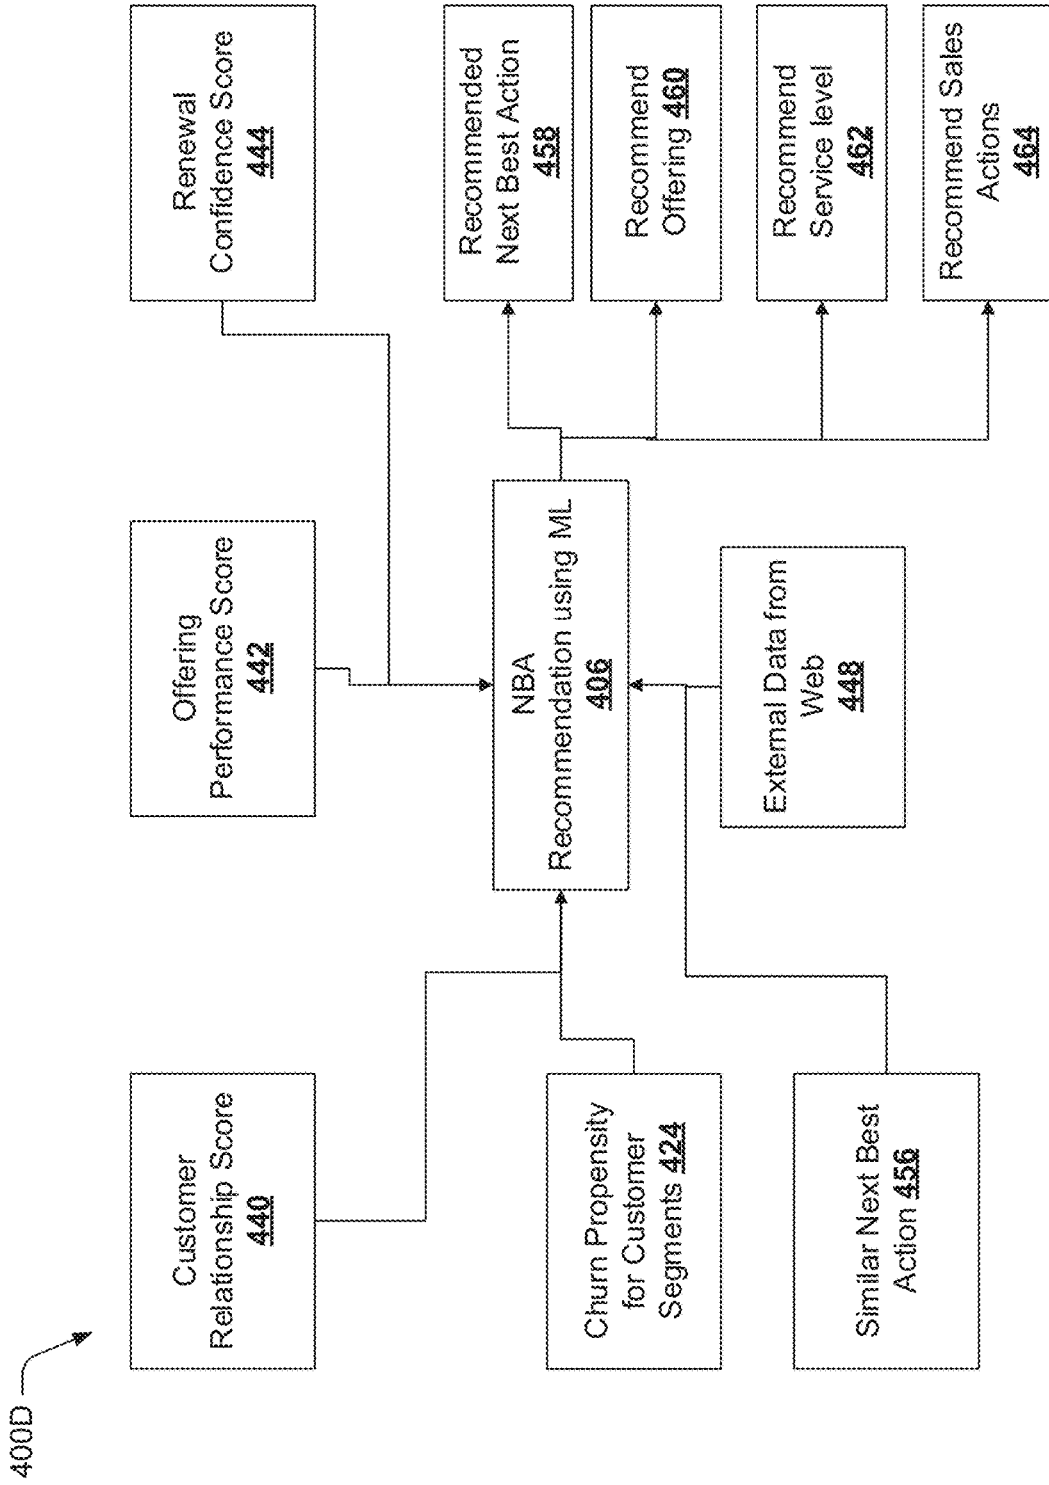 400D
Customer
Relationship Score
440
Offering
Performance Score
442
Renewal
Confidence Score
444
Churn Propensity
for Customer
Segments 424
NBA
Recommendation using ML
406
Recommended
Next Best Action
458
Recommend
Offering 460
Similar Next Best
Action 456
External Data from
Web
448
Recommend
Service level
462
Recommend Sales
Actions
464